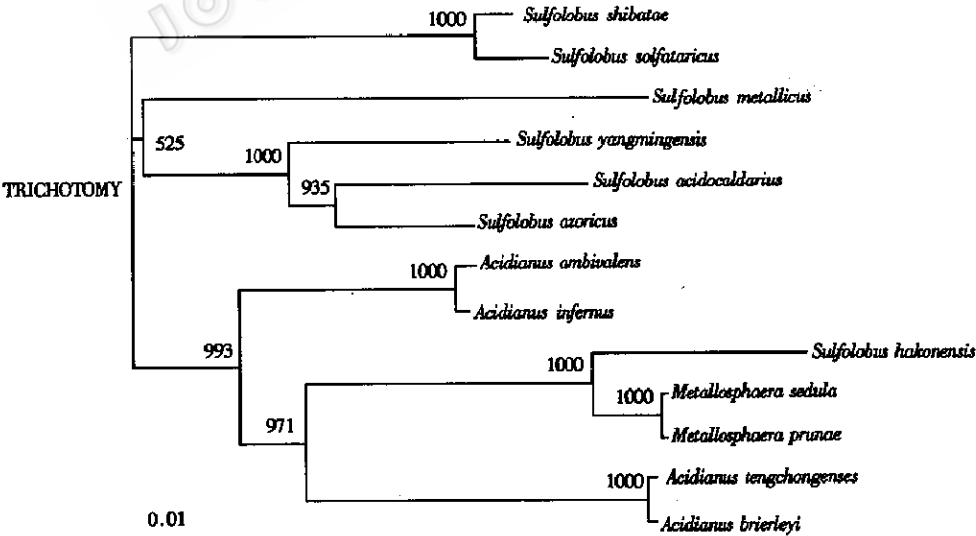 1000 Sulfolobus shibatae
Sulfolobus solfataricus
Sulfolobus metallicus
525
1000 Sulfolobus yangmingensis
TRICHOTOMY
935 Sulfolobus acidocaldarius
Sulfolobus azoricus
1000 Acidianus ambivalens
Acidianus infernus
993
1000 Sulfolobus hakonensis
1000 Metallosphaera sedula
971
Metallosphaera prunae
1000 Acidianus tengchongenses
0.01
Acidianus brierleyi